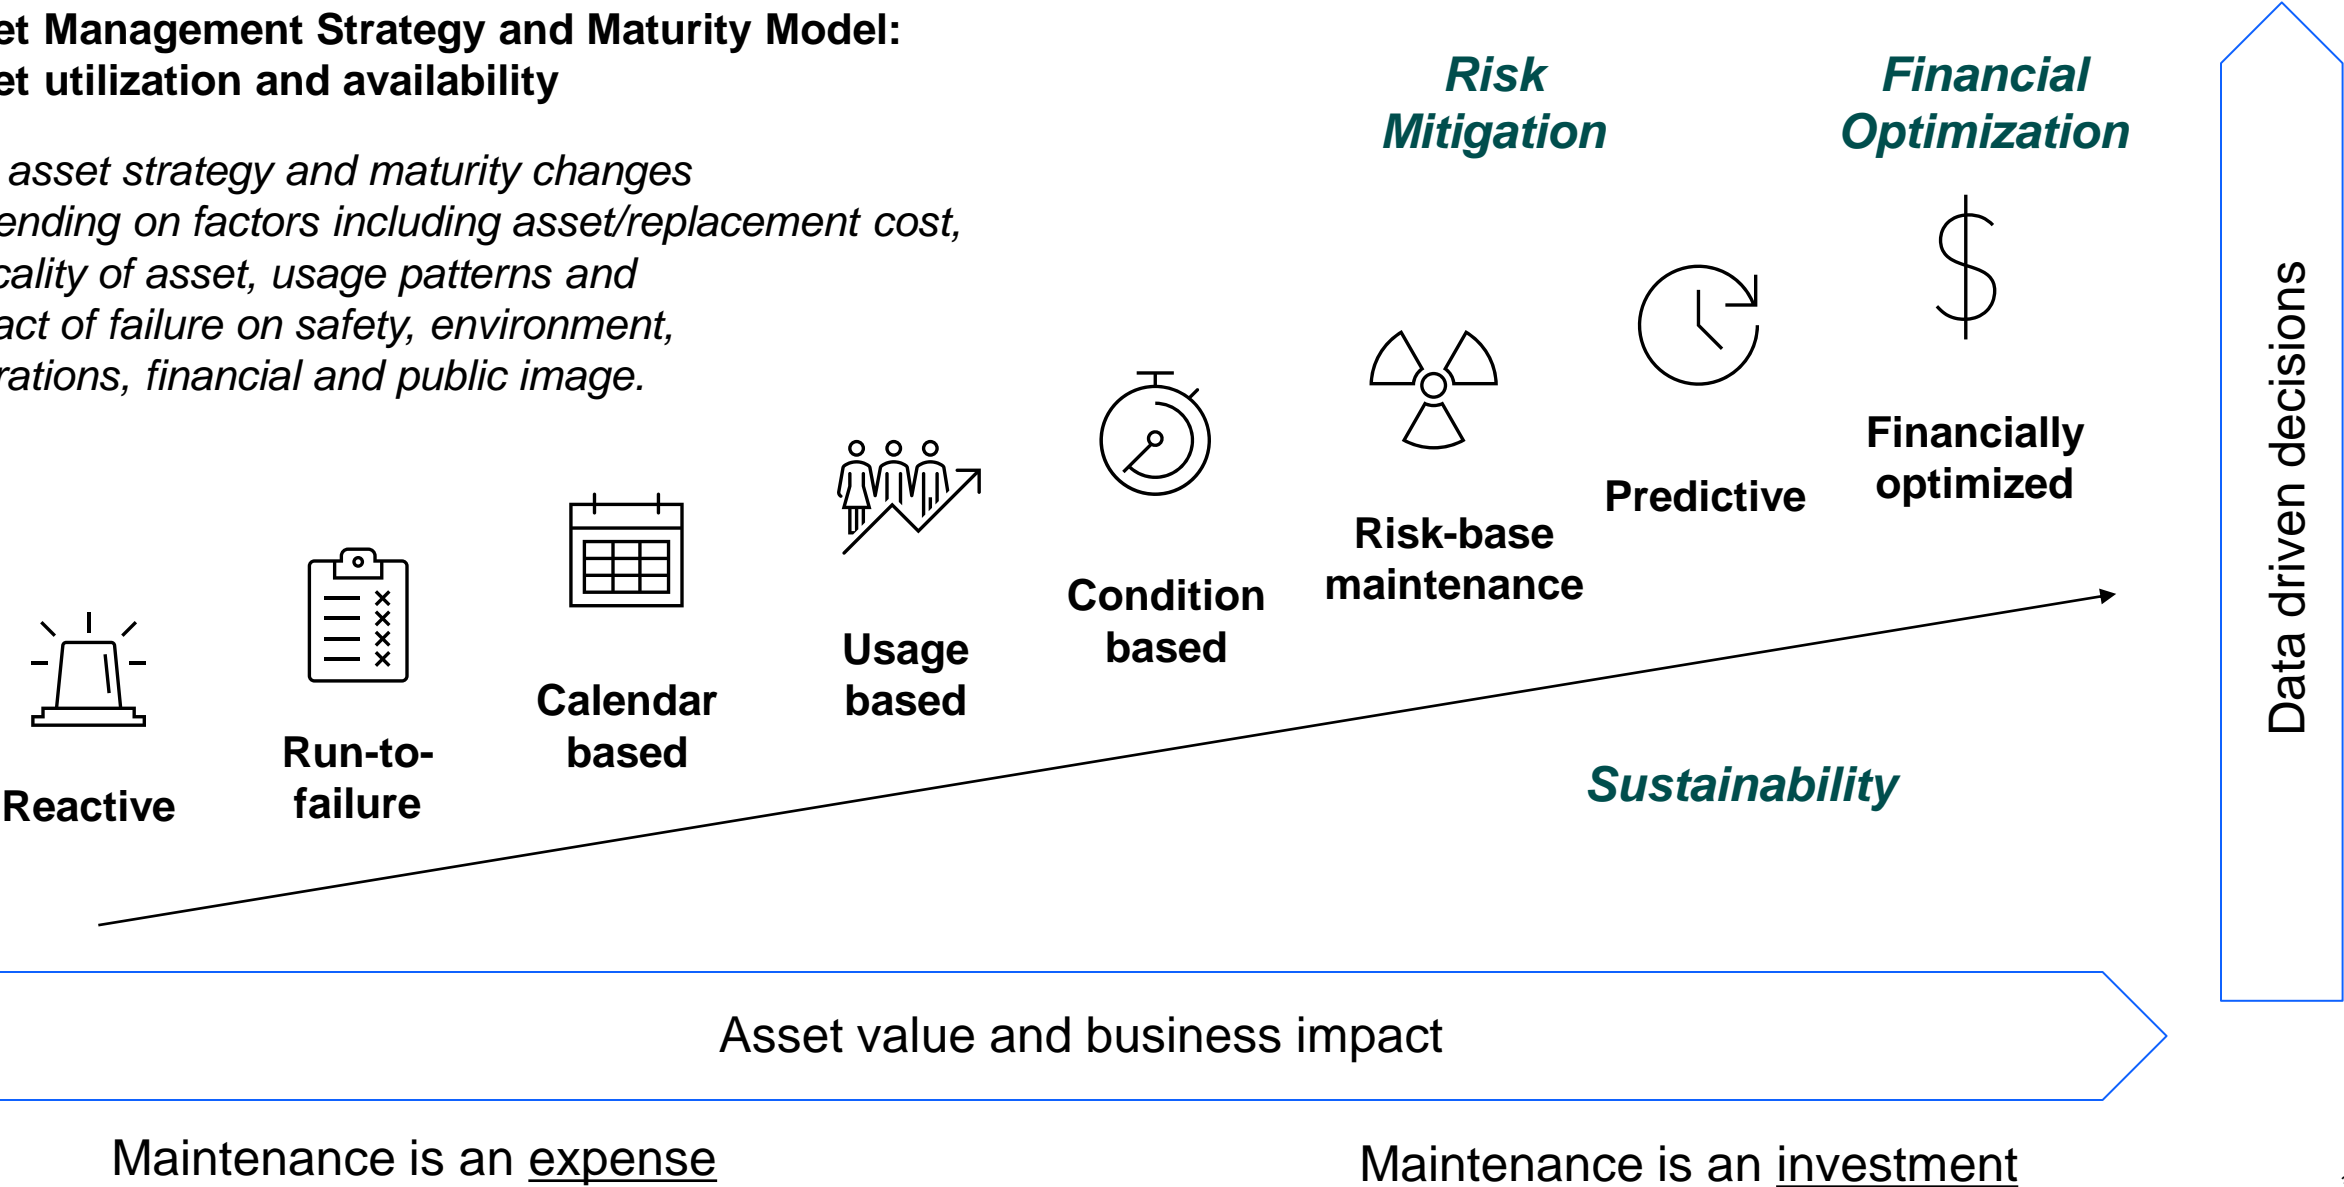 et Management Strategy and Maturity Model:
et utilization and availability
asset strategy and maturity changes
ending on factors including asset/replacement cost,
cality of asset, usage patterns and
act of failure on safety, environment,
rations, financial and public image.
Risk
Mitigation
Financial
Optimization
Reactive
Run-to-
failure
Calendar
based
Usage
based
Condition
based
Risk-base
maintenance
Predictive
Financially
optimized
Sustainability
Data driven decisions
Asset value and business impact
Maintenance is an expense
Maintenance is an investment